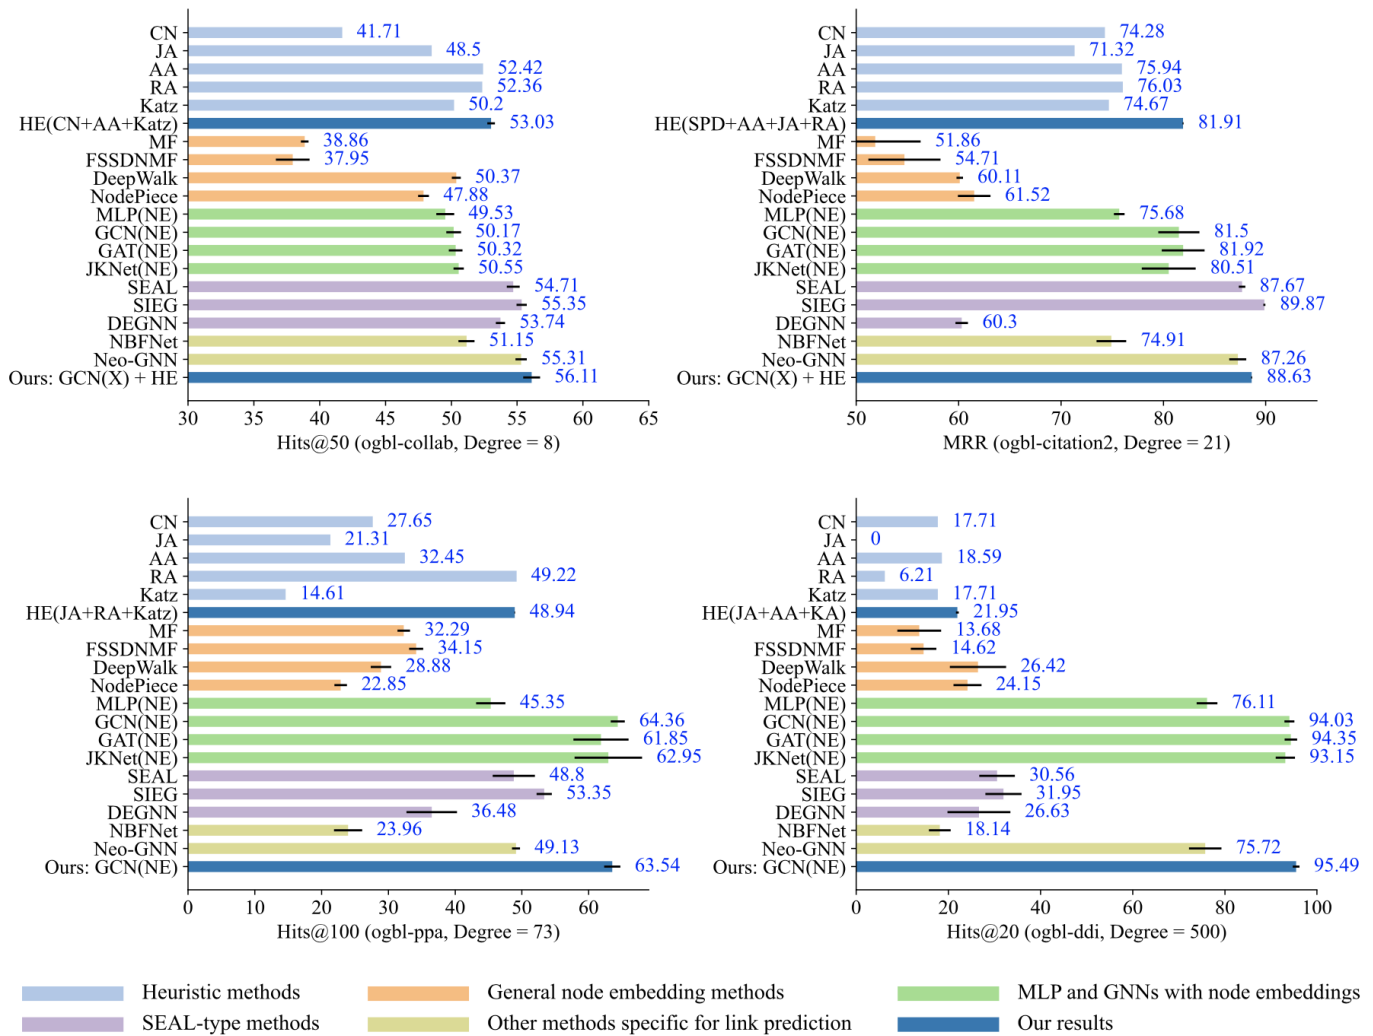 CN 41.71
JA 48.5
AA 52.42
RA 52.36
Katz 50.2
HE(CN+AA+Katz) 53.03
MF 38.86
FSSDNMF 37.95
DeepWalk 50.37
NodePiece 47.88
MLP(NE) 49.53
GCN(NE) 50.17
GAT(NE) 50.32
JKNet(NE) 50.55
SEAL 54.71
SIEG 55.35
DEGNN 53.74
NBFNet 51.15
Neo-GNN 55.31
Ours: GCN(X) + HE 56.11
30 35 40 45 50 55 60 65
Hits@50 (ogbl-collab, Degree = 8)
CN 74.28
JA 71.32
AA 75.94
RA 76.03
Katz 74.67
HE(SPD+AA+JA+RA) 81.91
MF 51.86
FSSDNMF 54.71
DeepWalk 60.11
NodePiece 61.52
MLP(NE) 75.68
GCN(NE) 81.5
GAT(NE) 81.92
JKNet(NE) 80.51
SEAL 87.67
SIEG 89.87
DEGNN 60.3
NBFNet 74.91
Neo-GNN 87.26
Ours: GCN(X) + HE 88.63
50 60 70 80 90
MRR (ogbl-citation2, Degree = 21)
CN 27.65
JA 21.31
AA 32.45
RA 49.22
Katz 14.61
HE(JA+RA+Katz) 48.94
MF 32.29
FSSDNMF 34.15
DeepWalk 28.88
NodePiece 22.85
MLP(NE) 45.35
GCN(NE) 64.36
GAT(NE) 61.85
JKNet(NE) 62.95
SEAL 48.8
SIEG 53.35
DEGNN 36.48
NBFNet 23.96
Neo-GNN 49.13
Ours: GCN(NE) 63.54
0 10 20 30 40 50 60
Hits@100 (ogbl-ppa, Degree = 73)
CN 17.71
JA 0
AA 18.59
RA 6.21
Katz 17.71
HE(JA+AA+KA) 21.95
MF 13.68
FSSDNMF 14.62
DeepWalk 26.42
NodePiece 24.15
MLP(NE) 76.11
GCN(NE) 94.03
GAT(NE) 94.35
JKNet(NE) 93.15
SEAL 30.56
SIEG 31.95
DEGNN 26.63
NBFNet 18.14
Neo-GNN 75.72
Ours: GCN(NE) 95.49
0 20 40 60 80 100
Hits@20 (ogbl-ddi, Degree = 500)
Heuristic methods
General node embedding methods
MLP and GNNs with node embeddings
SEAL-type methods
Other methods specific for link prediction
Our results